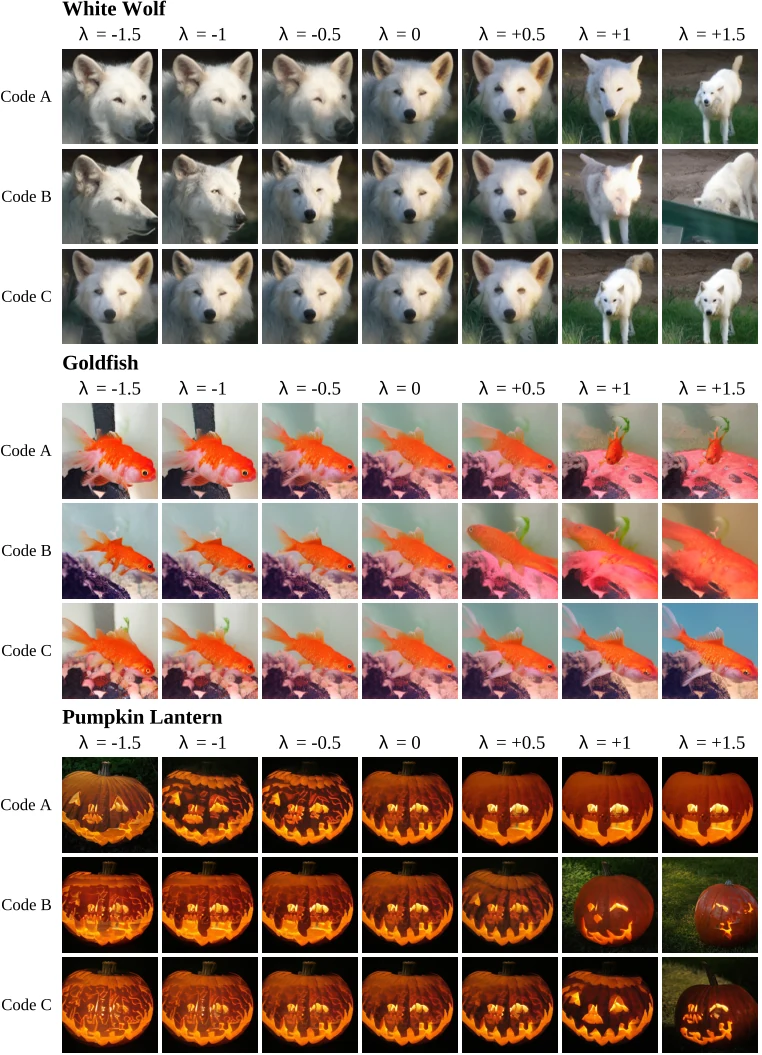 White Wolf
λ = -1.5 λ = -1 λ = -0.5 λ = 0 λ = +0.5 λ = +1 λ = +1.5
Code A
Code B
Code C
Goldfish
λ = -1.5 λ = -1 λ = -0.5 λ = 0 λ = +0.5 λ = +1 λ = +1.5
Code A
Code B
Code C
Pumpkin Lantern
λ = -1.5 λ = -1 λ = -0.5 λ = 0 λ = +0.5 λ = +1 λ = +1.5
Code A
Code B
Code C